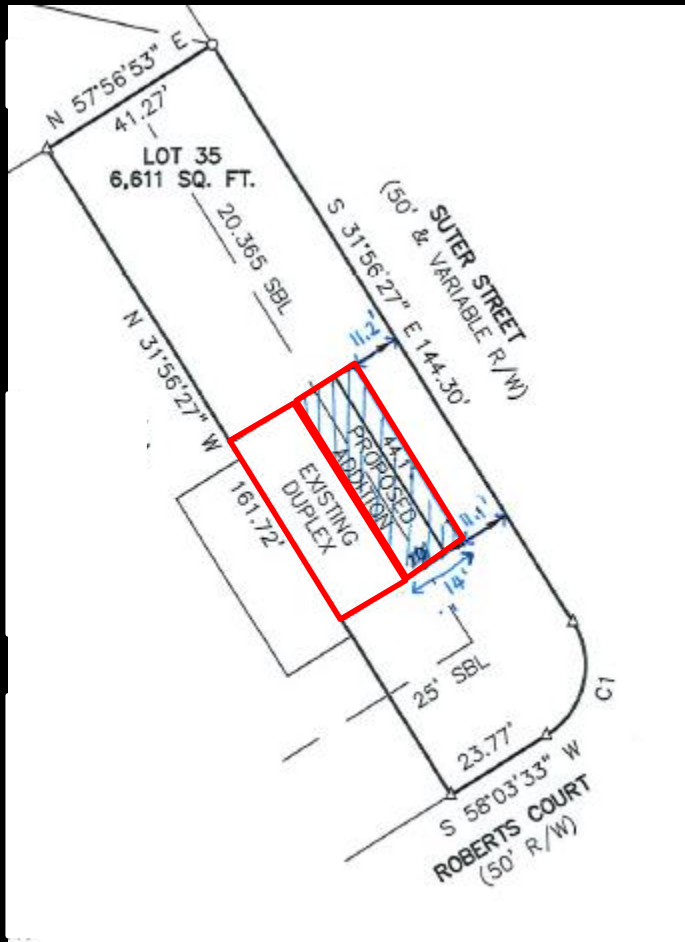 N 57°56'53" E
41.27'
LOT 35
6,611 SQ. FT.
20.365 SBL
S 31°56'27" E 144.30'
SUTER STREET
(50' & VARIABLE R/W)
11.2'
N 31°56'27" W
161.72'
EXISTING
DUPLEX
PROPOSED
ADDITION
44.1'
11.1'
14'
25' SBL
C1
23.77'
S 58°03'33" W
ROBERTS COURT
(50' R/W)